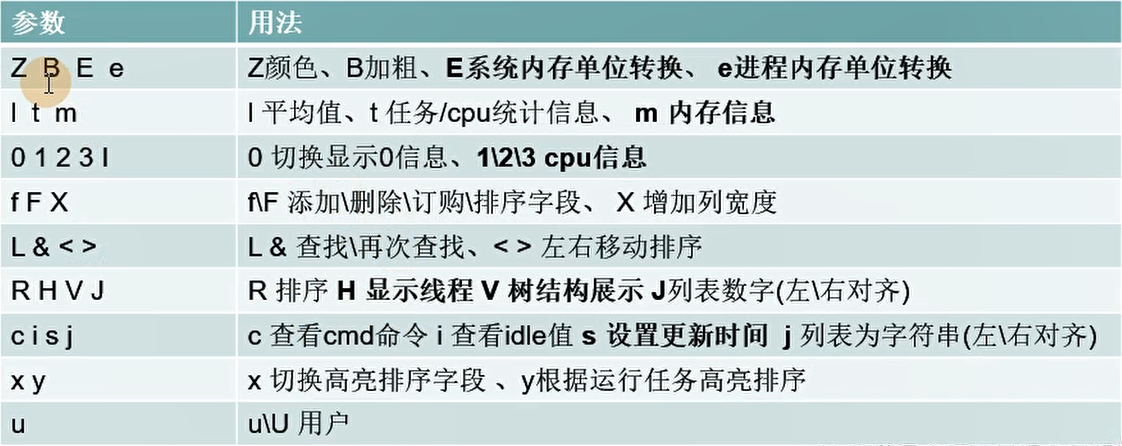 参数 用法
Z B E e Z颜色、B加粗、E系统内存单位转换、 e进程内存单位转换
l t m l 平均值、t 任务/cpu统计信息、 m 内存信息
0 1 2 3 I 0 切换显示0信息、1\2\3 cpu信息
f F X f\F 添加\删除\订购\排序字段、 X 增加列宽度
L & < > L & 查找\再次查找、< > 左右移动排序
R H V J R 排序 H 显示线程 V 树结构展示 J列表数字(左\右对齐)
c i s j c 查看cmd命令 i 查看idle值 s 设置更新时间 j 列表为字符串(左\右对齐)
x y x 切换高亮排序字段 、y根据运行任务高亮排序
u u\U 用户